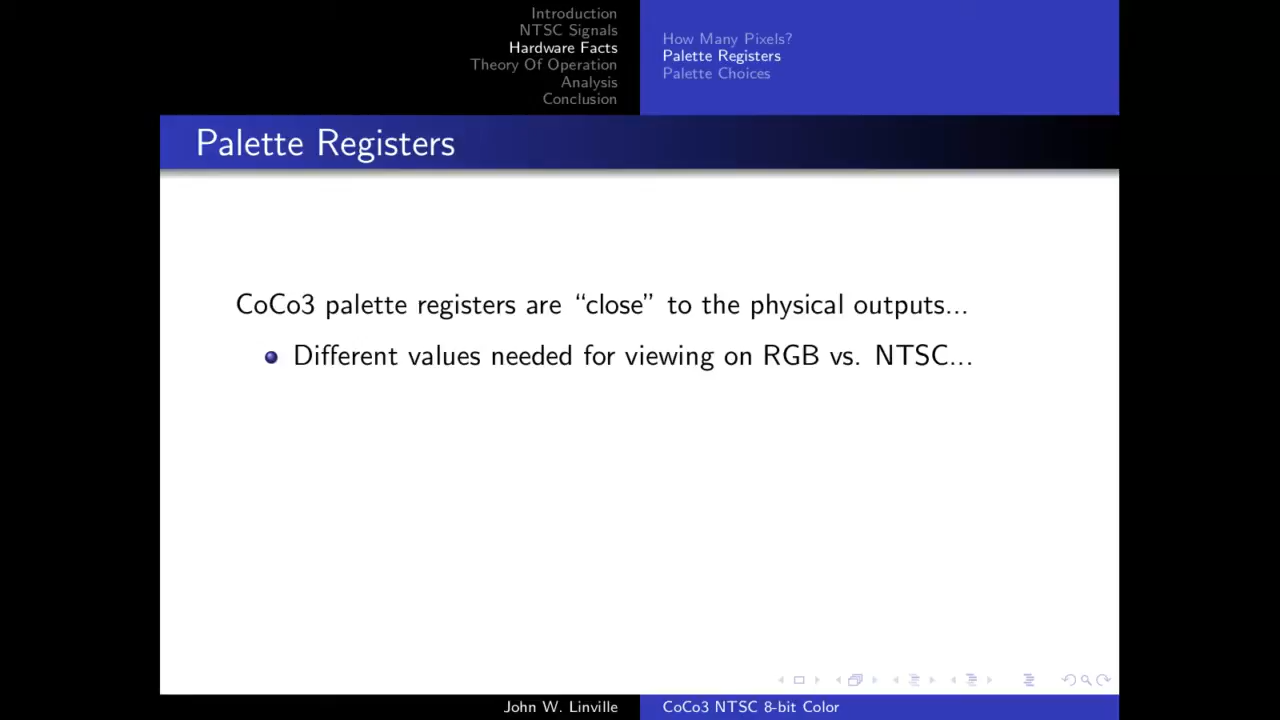 Introduction
NTSC Signals
Hardware Facts
Theory Of Operation
Analysis
Conclusion
How Many Pixels?
Palette Registers
Palette Choices
Palette Registers
CoCo3 palette registers are “close” to the physical outputs...
Different values needed for viewing on RGB vs. NTSC...
John W. Linville
CoCo3 NTSC 8-bit Color